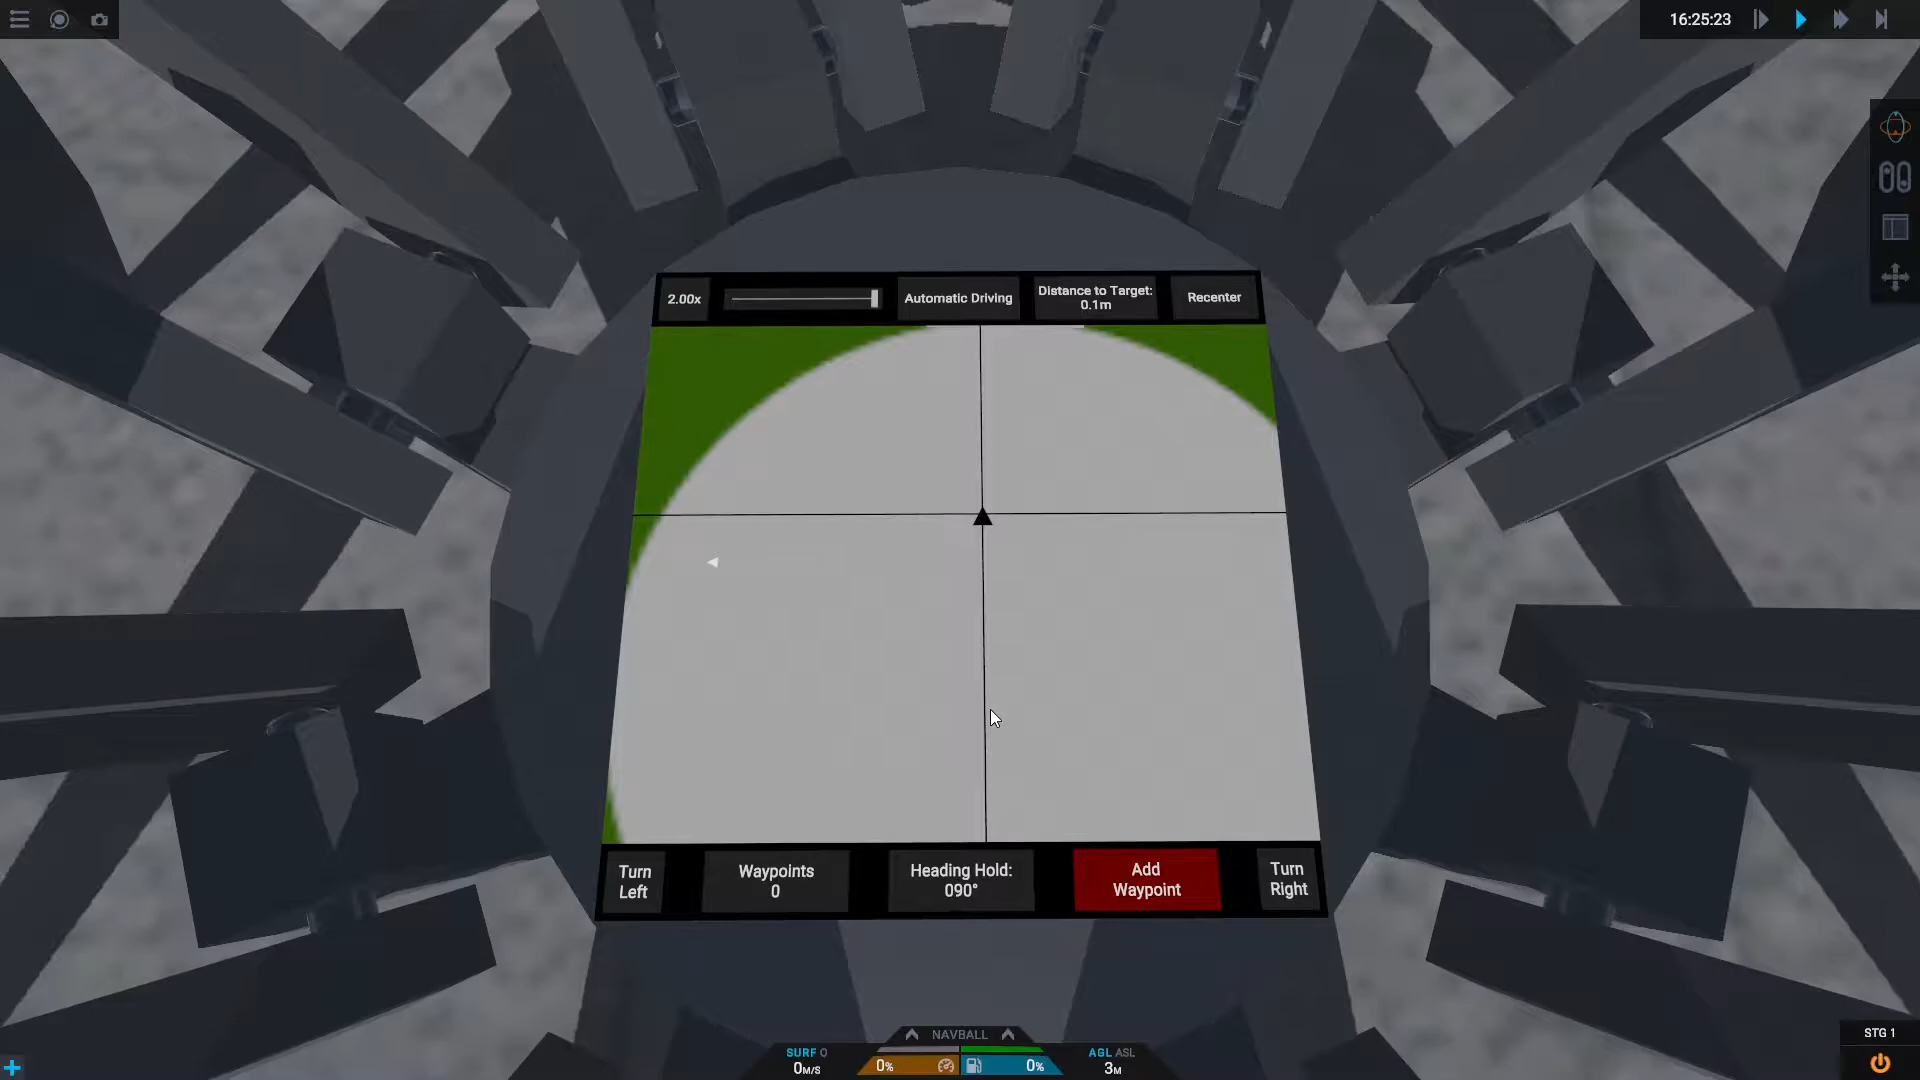 16:25:23
2.00x
Automatic Driving
Distance to Target:
0.1m
Recenter
Turn
Left
Waypoints
0
Heading Hold:
090°
Add
Waypoint
Turn
Right
NAVBALL
SURF O
0M/S
0%
0%
AGL ASL
3M
STG 1